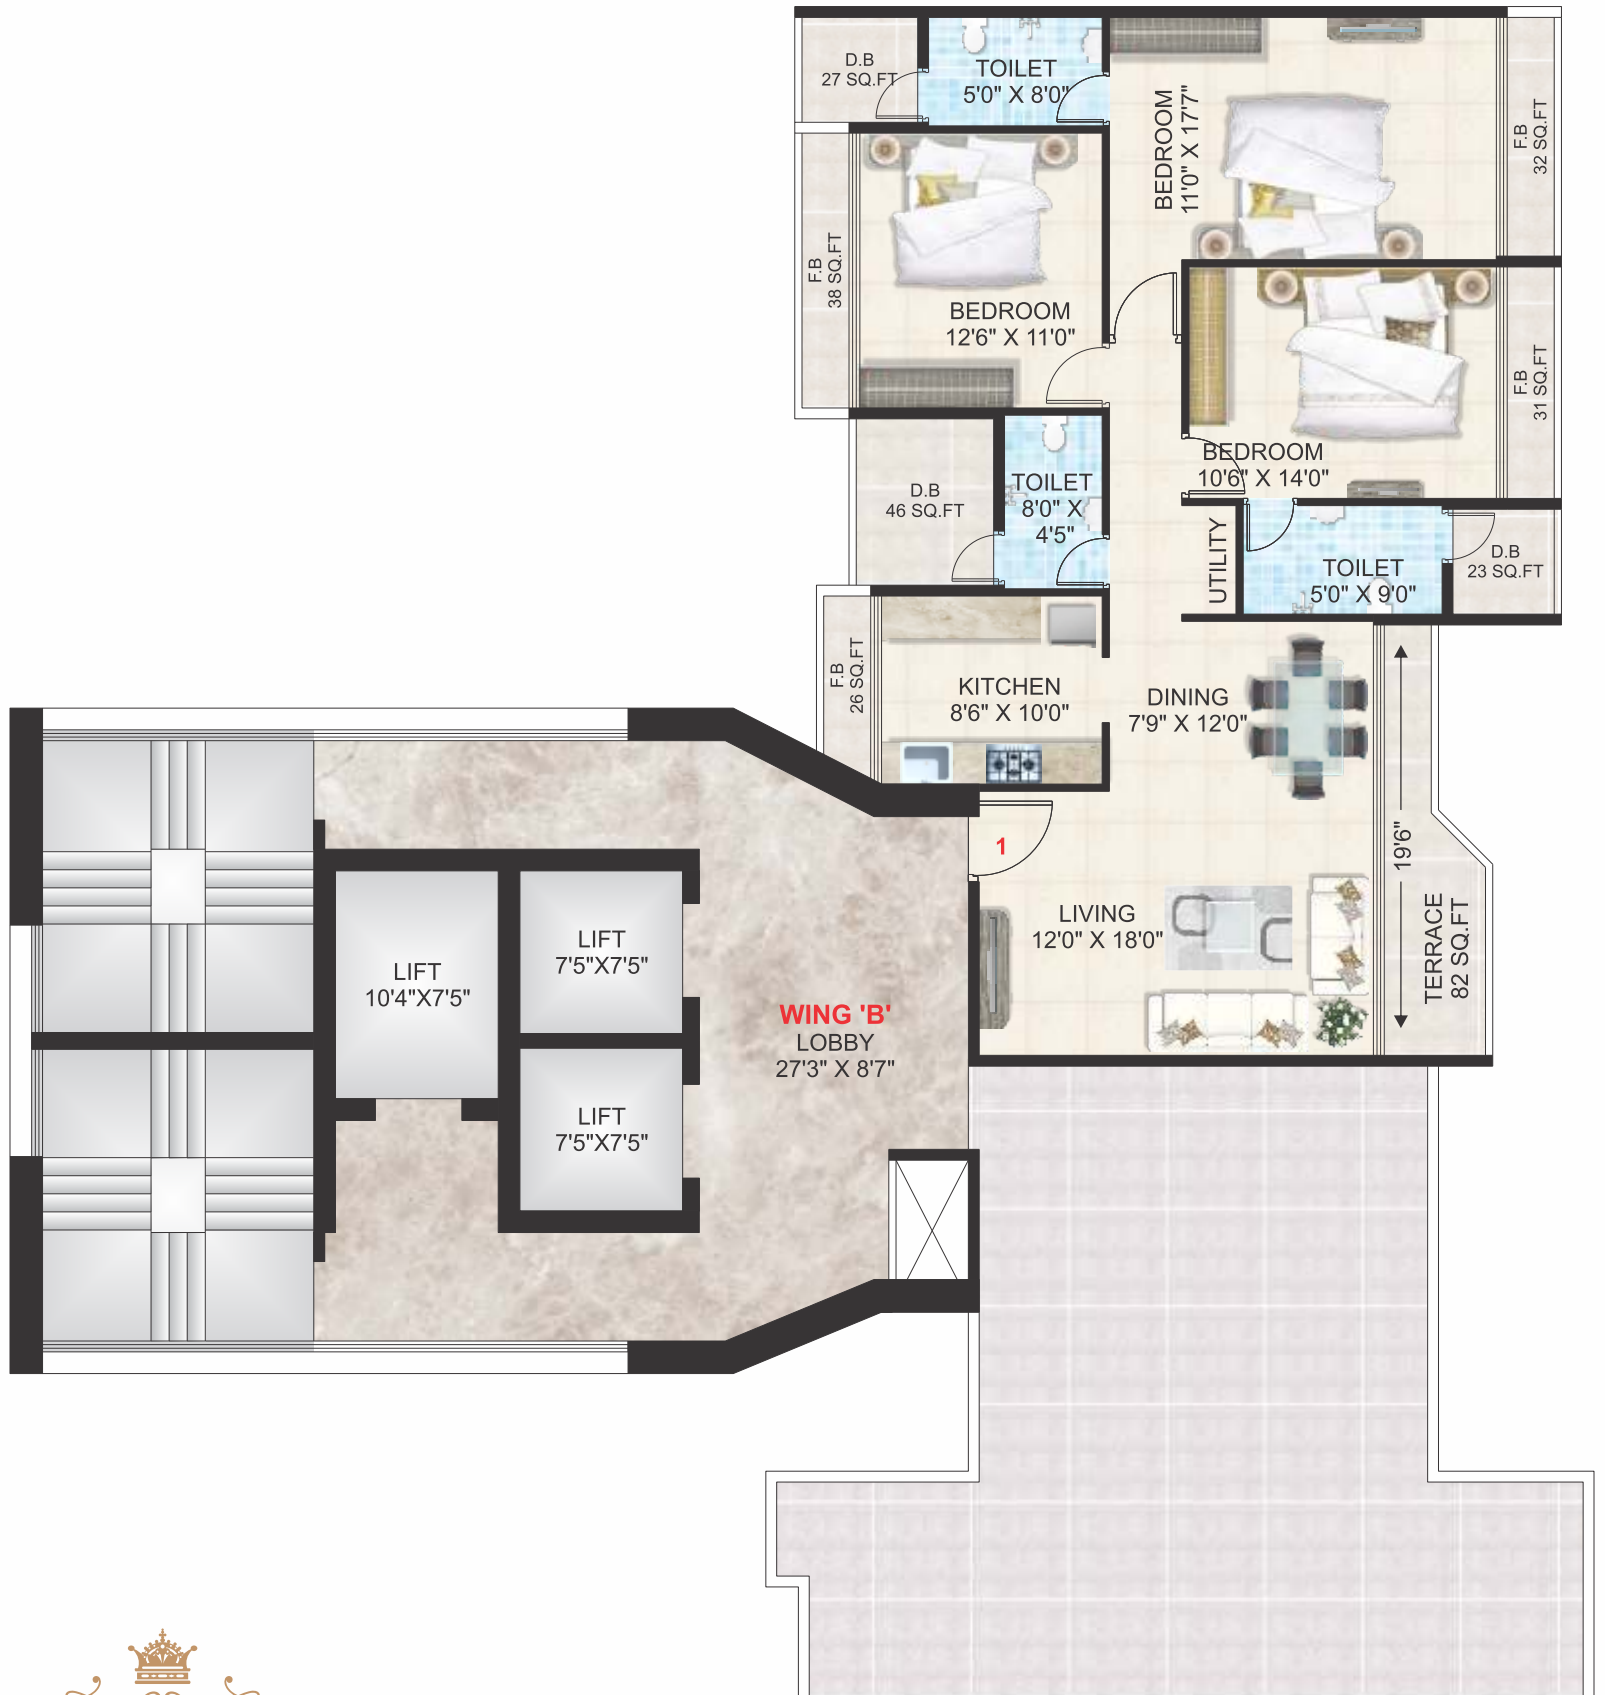 D.B
27 SQ.FT
TOILET
5'0" X 8'0"
BEDROOM
11'0" X 17'7"
F.B
32 SQ.FT
F.B
38 SQ.FT
BEDROOM
12'6" X 11'0"
F.B
31 SQ.FT
BEDROOM
10'6" X 14'0"
D.B
46 SQ.FT
TOILET
8'0" X
4'5"
UTILITY
TOILET
5'0" X 9'0"
D.B
23 SQ.FT
F.B
26 SQ.FT
KITCHEN
8'6" X 10'0"
DINING
7'9" X 12'0"
19'6"
1
LIVING
12'0" X 18'0"
TERRACE
82 SQ.FT
LIFT
10'4"X7'5"
LIFT
7'5"X7'5"
WING 'B'
LOBBY
27'3" X 8'7"
LIFT
7'5"X7'5"